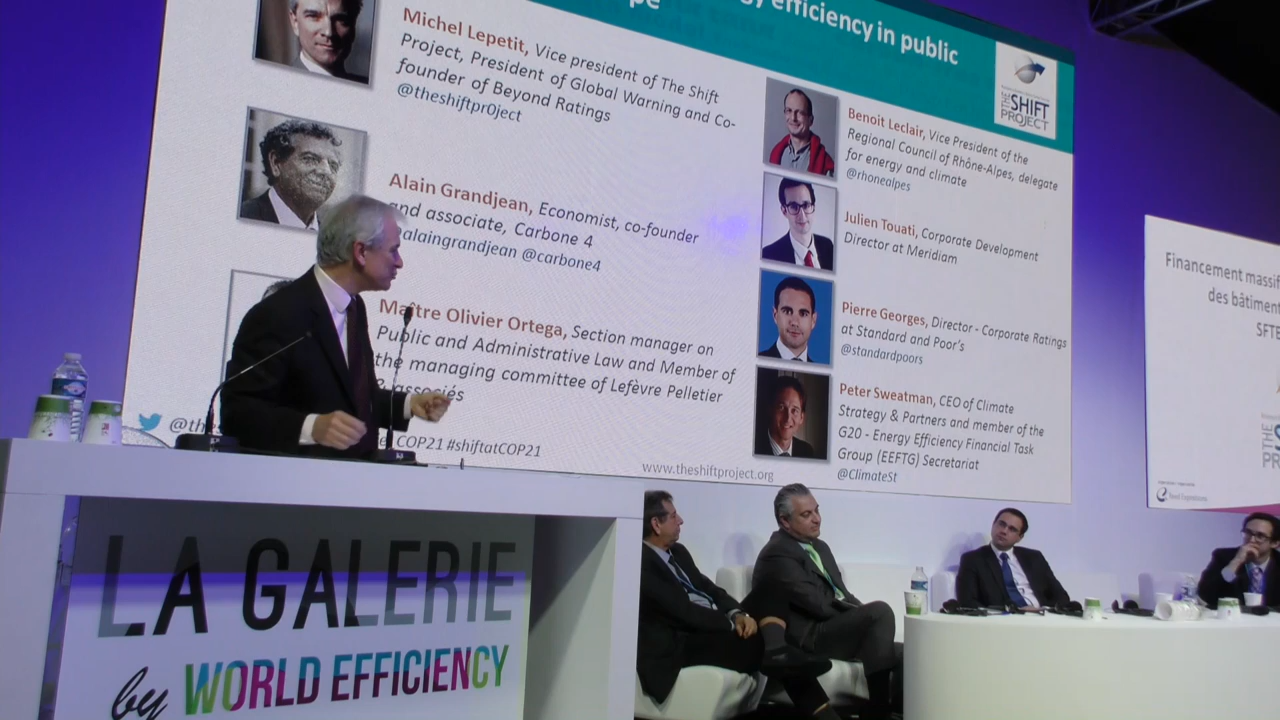 gy efficiency in public
pe
THE SHIFT
PROJECT
Michel Lepetit, Vice president of The Shift
Project, President of Global Warning and Co-
founder of Beyond Ratings
@theshiftpr0ject
Alain Grandjean, Economist, co-founder
and associate, Carbone 4
alaingrandjean @carbone4
Maître Olivier Ortega, Section manager on
Public and Administrative Law and Member of
the managing committee of Lefèvre Pelletier
& associés
@the
COP21 #shiftatCOP21
www.theshiftproject.org
Benoit Leclair, Vice President of the
Regional Council of Rhône-Alpes, delegate
for energy and climate
@rhonealpes
Julien Touati, Corporate Development
Director at Meridiam
Pierre Georges, Director - Corporate Ratings
at Standard and Poor's
@standardpoors
Peter Sweatman, CEO of Climate
Strategy & Partners and member of the
G20 - Energy Efficiency Financial Task
Group (EEFTG) Secretariat
@ClimateSt
Financement massif
des bâtiment
SFTE
THE S
PR
LA GALERIE
by WORLD EFFICIENCY